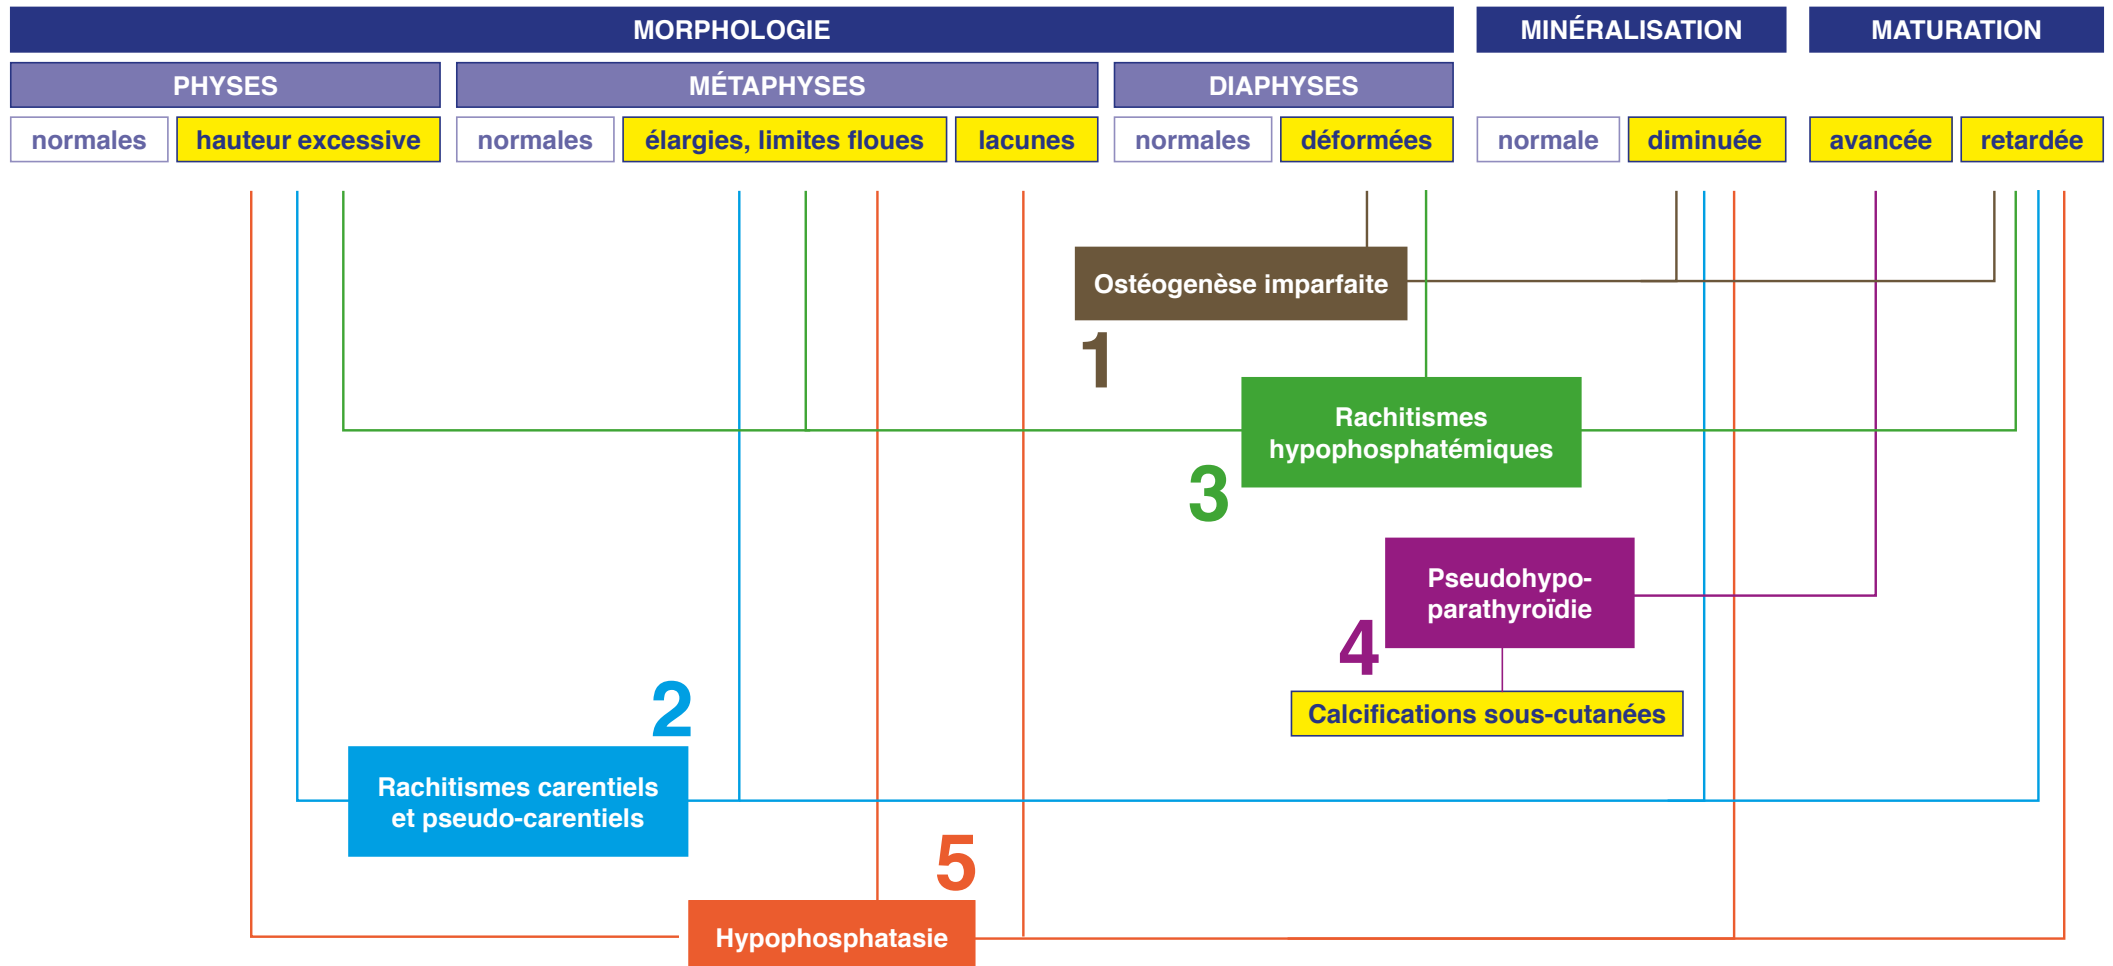 MORPHOLOGIE
MINÉRALISATION
MATURATION
PHYSES
MÉTAPHYSES
DIAPHYSES
normales
hauteur excessive
normales
élargies, limites floues
lacunes
normales
déformées
normale
diminuée
avancée
retardée
Ostéogenèse imparfaite
1
Rachitismes
hypophosphatémiques
3
Pseudohypo-
parathyroïdie
4
Calcifications sous-cutanées
2
Rachitismes carentiels
et pseudo-carentiels
5
Hypophosphatasie